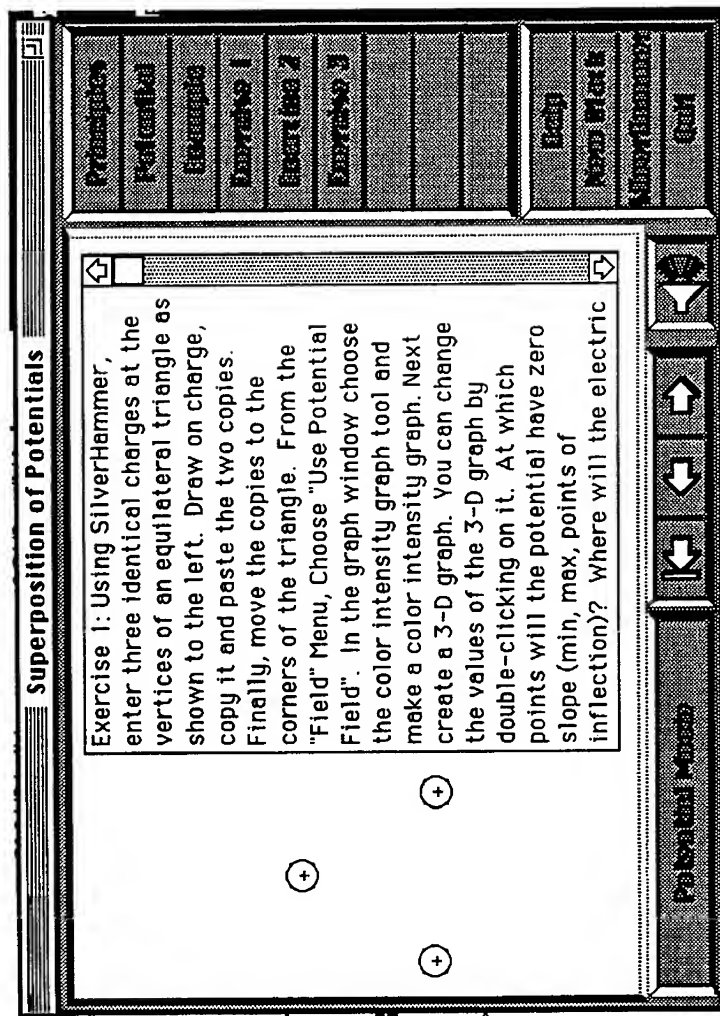 Superposition of Potentials
Exercise 1: Using SilverHammer,
enter three identical charges at the
vertices of an equilateral triangle as
shown to the left. Draw on charge,
copy it and paste the two copies.
Finally, move the copies to the
corners of the triangle. From the
"Field" Menu, Choose "Use Potential
Field". In the graph window choose
the color intensity graph tool and
make a color intensity graph. Next
create a 3-D graph. You can change
the values of the 3-D graph by
double-clicking on it. At which
points will the potential have zero
slope (min, max, points of
inflection)? Where will the electric
+
+
+
Principles
Potential
Example
Exercise 1
Exercise 2
Exercise 3
Help
SilverHammer
Quit
Potential